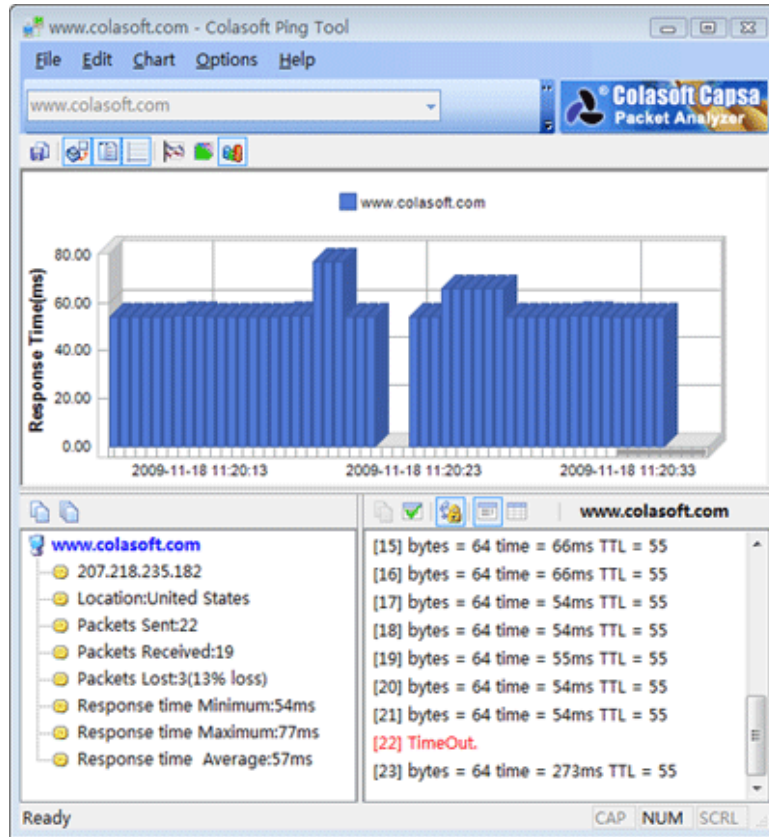 www.colasoft.com - Colasoft Ping Tool
File Edit Chart Options Help
www.colasoft.com
Colasoft Capsa
Packet Analyzer
www.colasoft.com
Response Time(ms)
80.00
60.00
40.00
20.00
0.00
2009-11-18 11:20:13 2009-11-18 11:20:23 2009-11-18 11:20:33
www.colasoft.com
207.218.235.182
Location:United States
Packets Sent:22
Packets Received:19
Packets Lost:3(13% loss)
Response time Minimum:54ms
Response time Maximum:77ms
Response time  Average:57ms
www.colasoft.com
[15] bytes = 64 time = 66ms TTL = 55
[16] bytes = 64 time = 66ms TTL = 55
[17] bytes = 64 time = 54ms TTL = 55
[18] bytes = 64 time = 54ms TTL = 55
[19] bytes = 64 time = 55ms TTL = 55
[20] bytes = 64 time = 54ms TTL = 55
[21] bytes = 64 time = 54ms TTL = 55
[22] TimeOut.
[23] bytes = 64 time = 273ms TTL = 55
Ready
CAP NUM SCRL